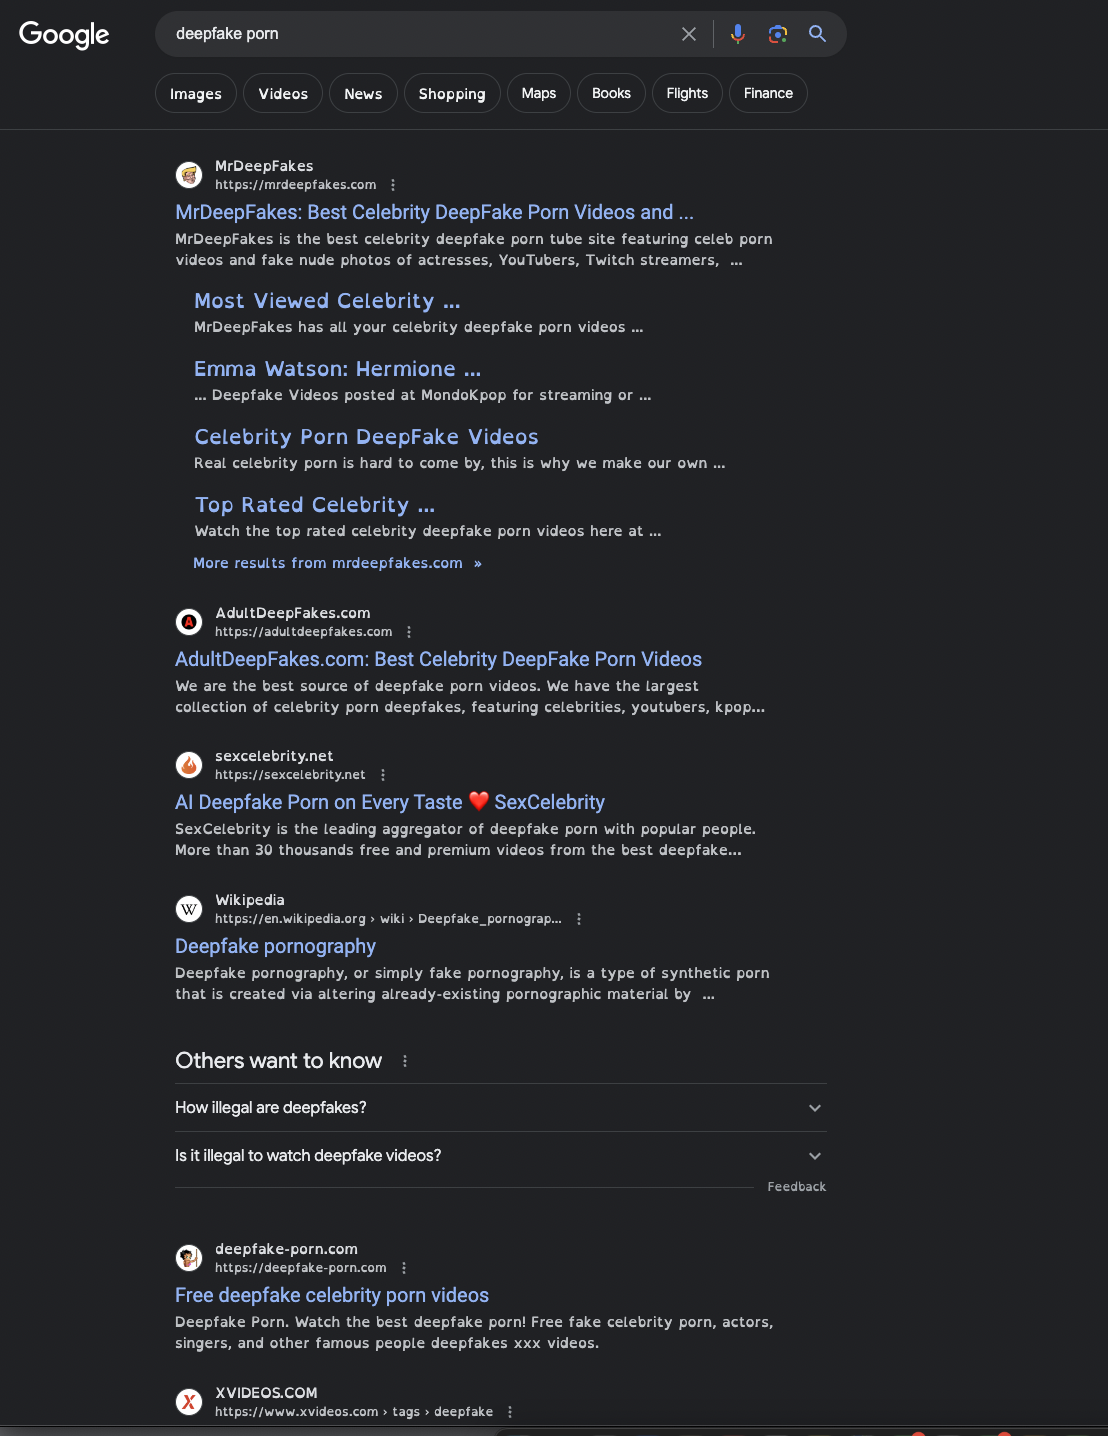 Google
deepfake porn
Images Videos News Shopping Maps Books Flights Finance
MrDeepFakes
https://mrdeepfakes.com
MrDeepFakes: Best Celebrity DeepFake Porn Videos and ...
MrDeepFakes is the best celebrity deepfake porn tube site featuring celeb porn
videos and fake nude photos of actresses, YouTubers, Twitch streamers, ...
Most Viewed Celebrity ...
MrDeepFakes has all your celebrity deepfake porn videos ...
Emma Watson: Hermione ...
... Deepfake Videos posted at MondoKpop for streaming or ...
Celebrity Porn DeepFake Videos
Real celebrity porn is hard to come by, this is why we make our own ...
Top Rated Celebrity ...
Watch the top rated celebrity deepfake porn videos here at ...
More results from mrdeepfakes.com »
AdultDeepFakes.com
https://adultdeepfakes.com
AdultDeepFakes.com: Best Celebrity DeepFake Porn Videos
We are the best source of deepfake porn videos. We have the largest
collection of celebrity porn deepfakes, featuring celebrities, youtubers, kpop...
sexcelebrity.net
https://sexcelebrity.net
AI Deepfake Porn on Every Taste ❤️ SexCelebrity
SexCelebrity is the leading aggregator of deepfake porn with popular people.
More than 30 thousands free and premium videos from the best deepfake...
Wikipedia
https://en.wikipedia.org › wiki › Deepfake_pornograp...
Deepfake pornography
Deepfake pornography, or simply fake pornography, is a type of synthetic porn
that is created via altering already-existing pornographic material by ...
Others want to know
How illegal are deepfakes?
Is it illegal to watch deepfake videos?
Feedback
deepfake-porn.com
https://deepfake-porn.com
Free deepfake celebrity porn videos
Deepfake Porn. Watch the best deepfake porn! Free fake celebrity porn, actors,
singers, and other famous people deepfakes xxx videos.
XVIDEOS.COM
https://www.xvideos.com › tags › deepfake